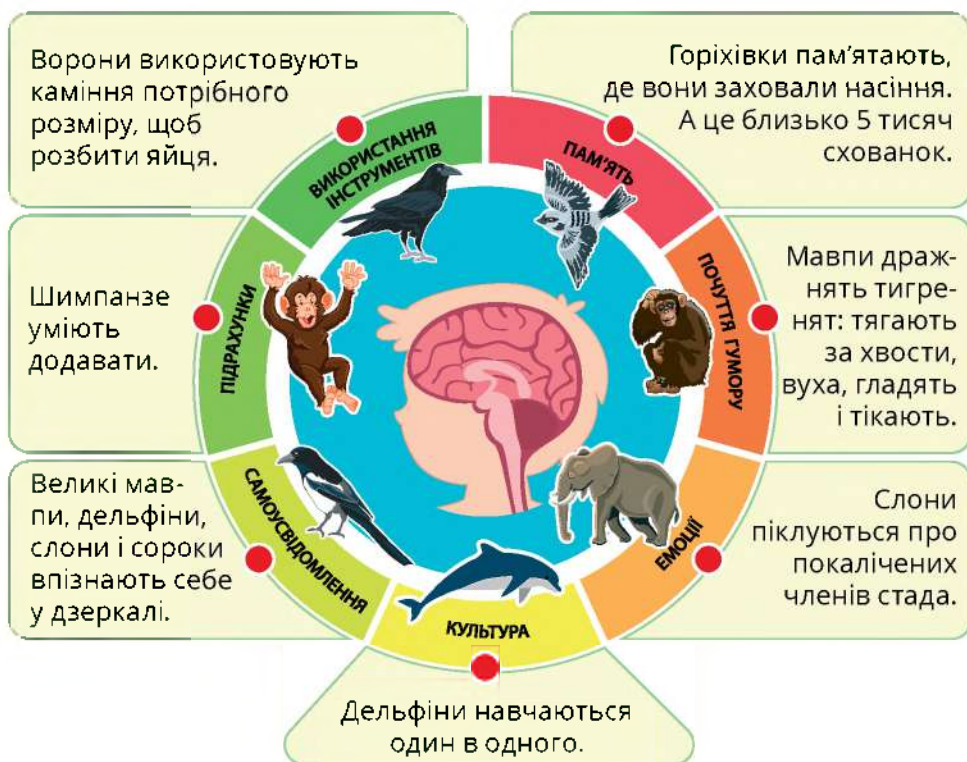 Ворони використовують
каміння потрібного
розміру, щоб
розбити яйця.
Горіхівки пам’ятають,
де вони заховали насіння.
А це близько 5 тисяч
схованок.
ВИКОРИСТАННЯ
ІНСТРУМЕНТІВ
ПАМ’ЯТЬ
Шимпанзе
уміють
додавати.
ПІДРАХУНКИ
ПОЧУТТЯ ГУМОРУ
Мавпи драж-
нять тигре-
нят: тягають
за хвости,
вуха, гладять
і тікають.
Великі мав-
пи, дельфіни,
слони і сороки
впізнають себе
у дзеркалі.
САМОУСВІДОМЛЕННЯ
ЕМОЦІЇ
Слони
піклуються про
покалічених
членів стада.
КУЛЬТУРА
Дельфіни навчаються
один в одного.